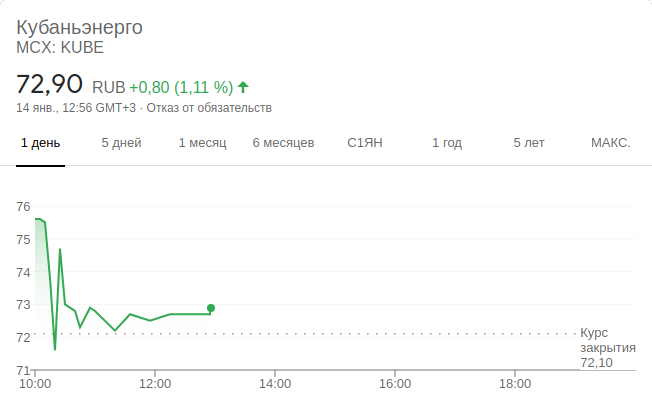 Кубаньэнерго
MCX: KUBE
72,90 RUB +0,80 (1,11 %)
14 янв., 12:56 GMT+3 · Отказ от обязательств
1 день 5 дней 1 месяц 6 месяцев С1ЯН 1 год 5 лет МАКС.
76
75
74
73
72
71
Курс
закрытия
72,10
10:00 12:00 14:00 16:00 18:00